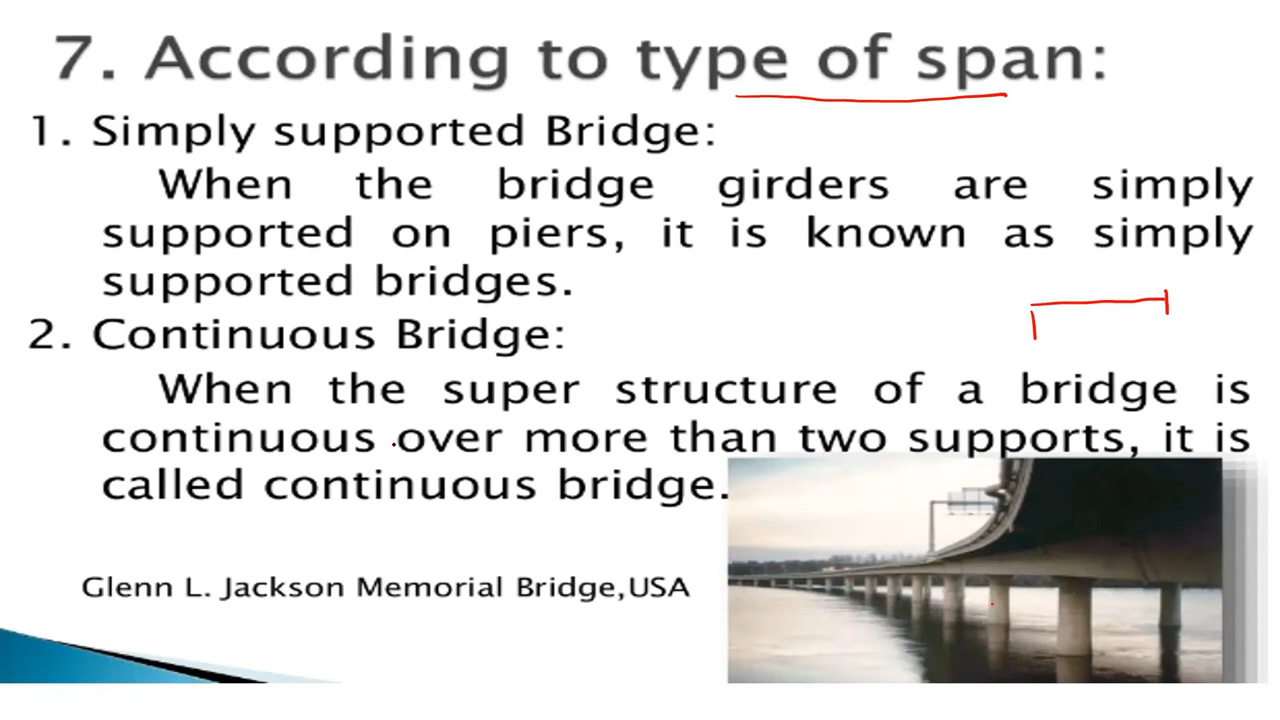 7. According to type of span:
1. Simply supported Bridge:
When the bridge girders are simply
supported on piers, it is known as simply
supported bridges.
2. Continuous Bridge:
When the super structure of a bridge is
continuous over more than two supports, it is
called continuous bridge.
Glenn L. Jackson Memorial Bridge,USA